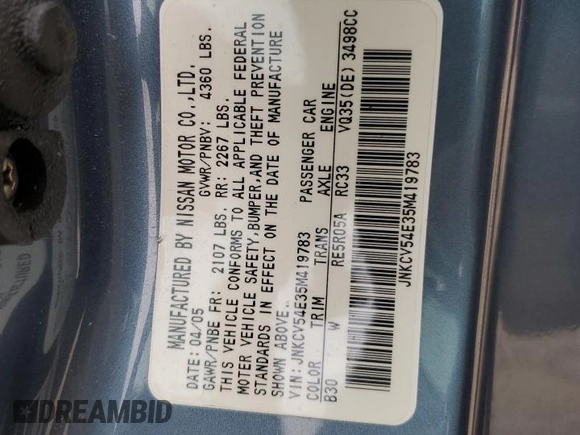 MANUFACTURED BY NISSAN MOTOR CO.,LTD.
DATE: 04/05 GVWR/PNBV: 4360 LBS.
GAWR/PNBE FR: 2107 LBS. RR: 2267 LBS.
THIS VEHICLE CONFORMS TO ALL APPLICABLE FEDERAL
MOTOR VEHICLE SAFETY,BUMPER,AND THEFT PREVENTION
STANDARDS IN EFFECT ON THE DATE OF MANUFACTURE
SHOWN ABOVE.
VIN: JNKCV54E35M419783 PASSENGER CAR
COLOR TRIM TRANS AXLE ENGINE
B30 W RE5R05A RC33 VQ35(DE) 3498CC
JNKCV54E35M419783
DREAMBID